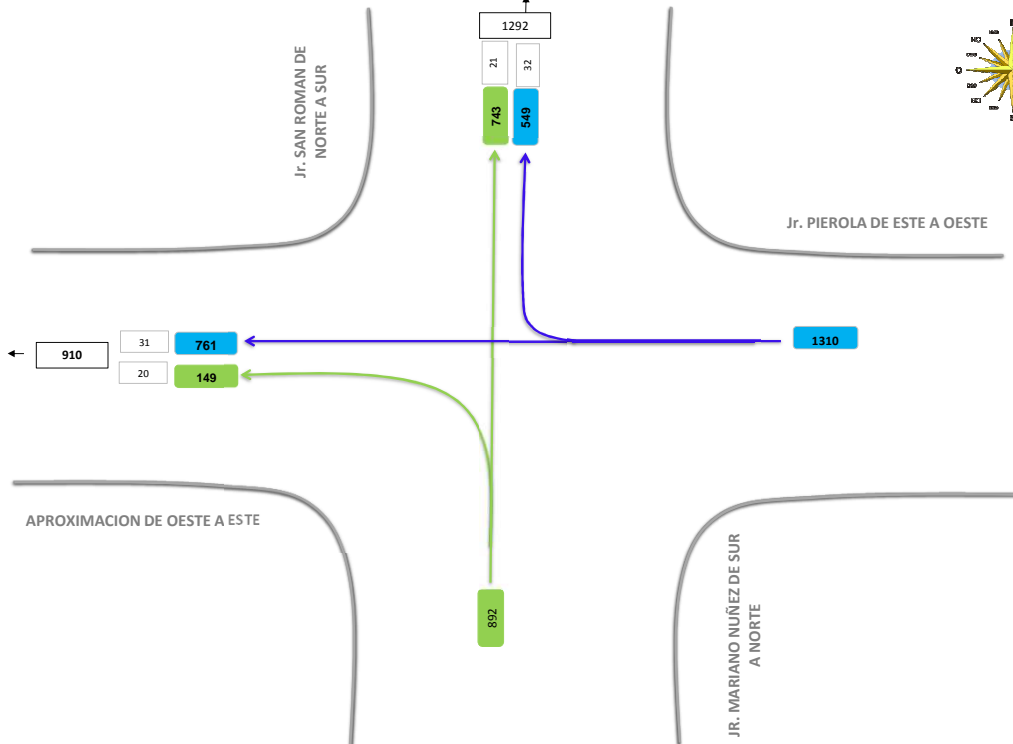 1292
21
32
743
549
Jr. SAN ROMAN DE
NORTE A SUR
O
Jr. PIEROLA DE ESTE A OESTE
31
761
910
20
149
1310
APROXIMACION DE OESTE A ESTE
892
JR. MARIANO NUÑEZ DE SUR
A NORTE